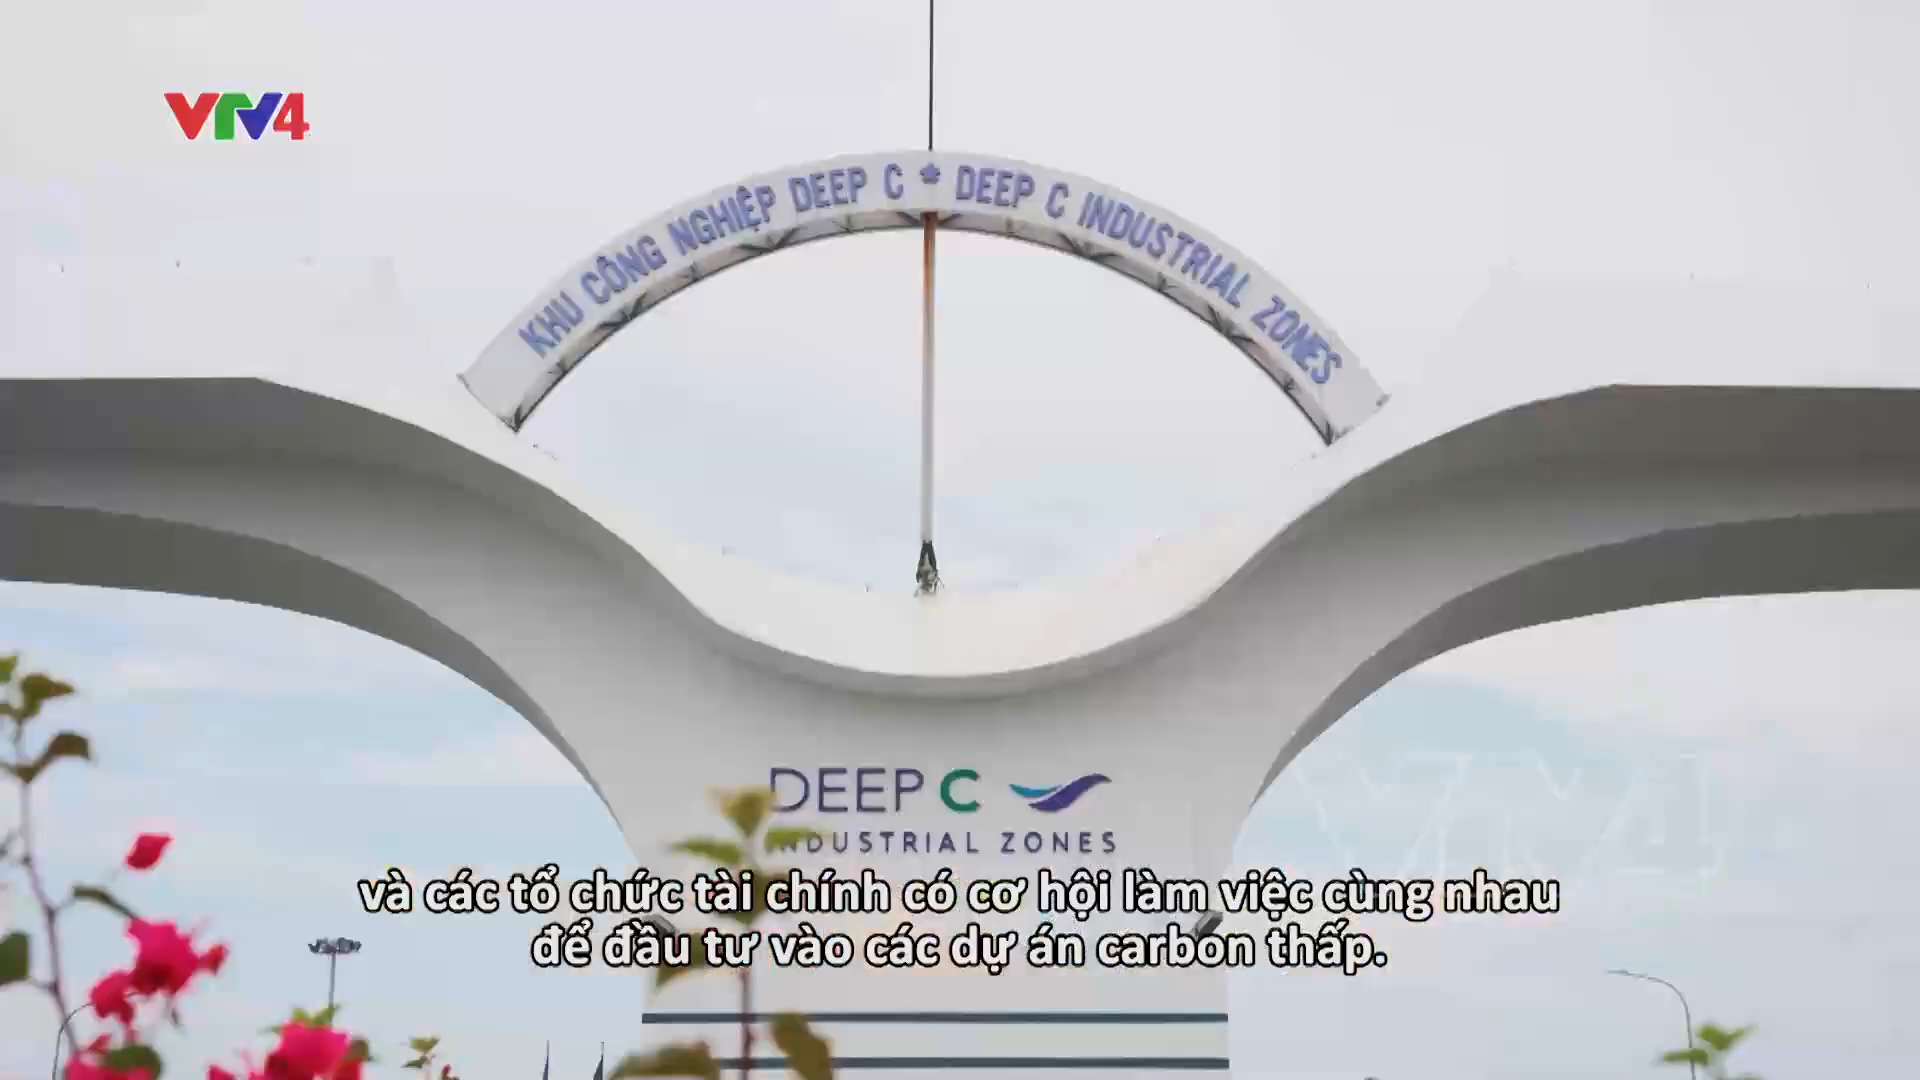 VTV4
KHU CÔNG NGHIỆP DEEP C * DEEP C INDUSTRIAL ZONES
DEEP C
INDUSTRIAL ZONES
và các tổ chức tài chính có cơ hội làm việc cùng nhau
để đầu tư vào các dự án carbon thấp.
VTV4